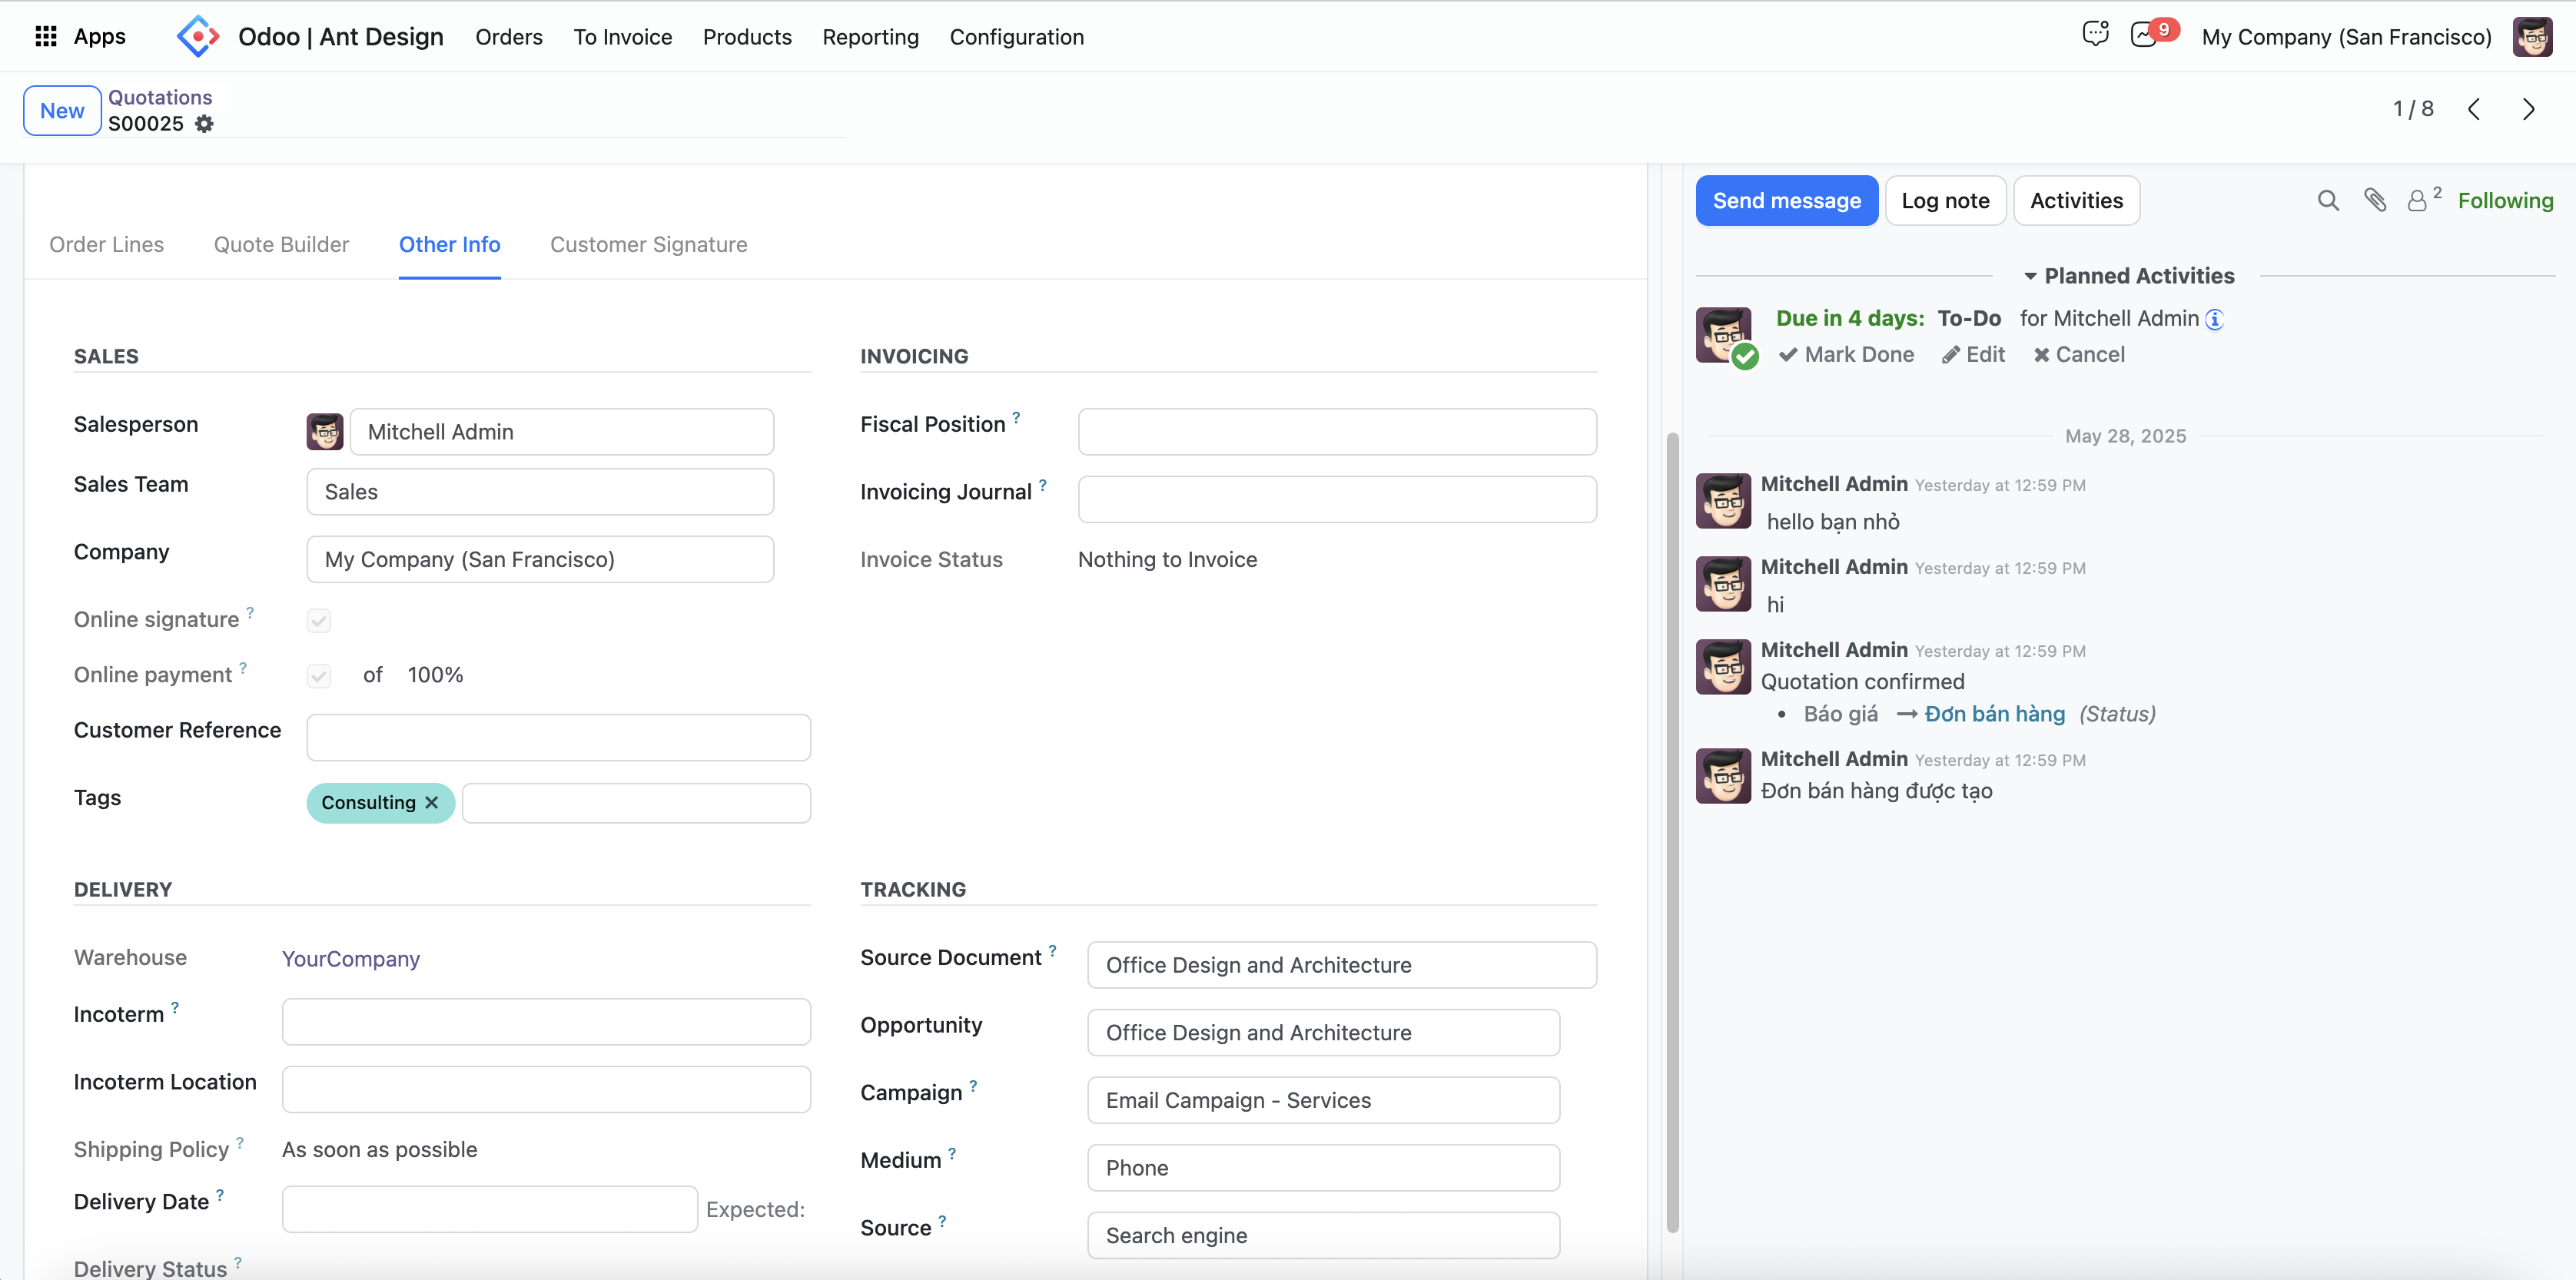 Apps Odoo | Ant Design Orders To Invoice Products Reporting Configuration 9 My Company (San Francisco)
New Quotations
S00025
1 / 8
Order Lines Quote Builder Other Info Customer Signature
SALES
Salesperson Mitchell Admin
Sales Team Sales
Company My Company (San Francisco)
Online signature ?
Online payment ? of 100%
Customer Reference
Tags Consulting
INVOICING
Fiscal Position ?
Invoicing Journal ?
Invoice Status Nothing to Invoice
DELIVERY
Warehouse YourCompany
Incoterm ?
Incoterm Location
Shipping Policy ? As soon as possible
Delivery Date ? Expected:
Delivery Status ?
TRACKING
Source Document ? Office Design and Architecture
Opportunity Office Design and Architecture
Campaign ? Email Campaign - Services
Medium ? Phone
Source ? Search engine
Send message Log note Activities 2 Following
Planned Activities
Due in 4 days: To-Do for Mitchell Admin
Mark Done Edit Cancel
May 28, 2025
Mitchell Admin Yesterday at 12:59 PM
hello bạn nhỏ
Mitchell Admin Yesterday at 12:59 PM
hi
Mitchell Admin Yesterday at 12:59 PM
Quotation confirmed
• Báo giá → Đơn bán hàng (Status)
Mitchell Admin Yesterday at 12:59 PM
Đơn bán hàng được tạo